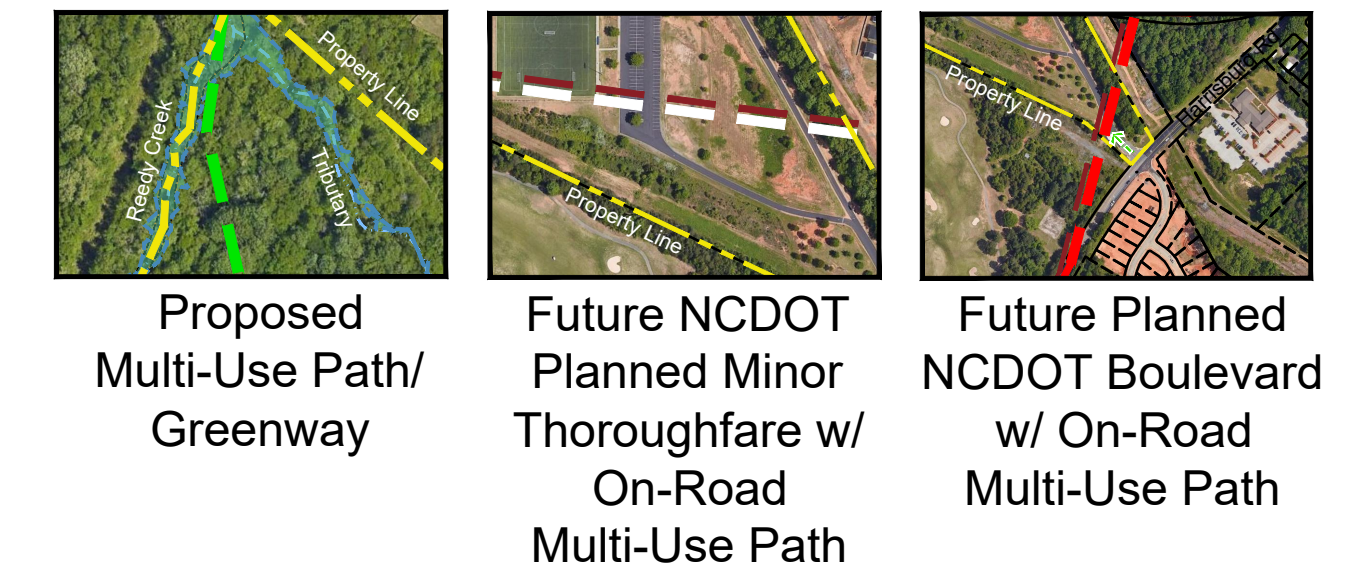 Property Line
Reedy Creek
Tributary
Proposed
Multi-Use Path/
Greenway
Property Line
Future NCDOT
Planned Minor
Thoroughfare w/
On-Road
Multi-Use Path
Property Line
Harrisburg Rd
Future Planned
NCDOT Boulevard
w/ On-Road
Multi-Use Path